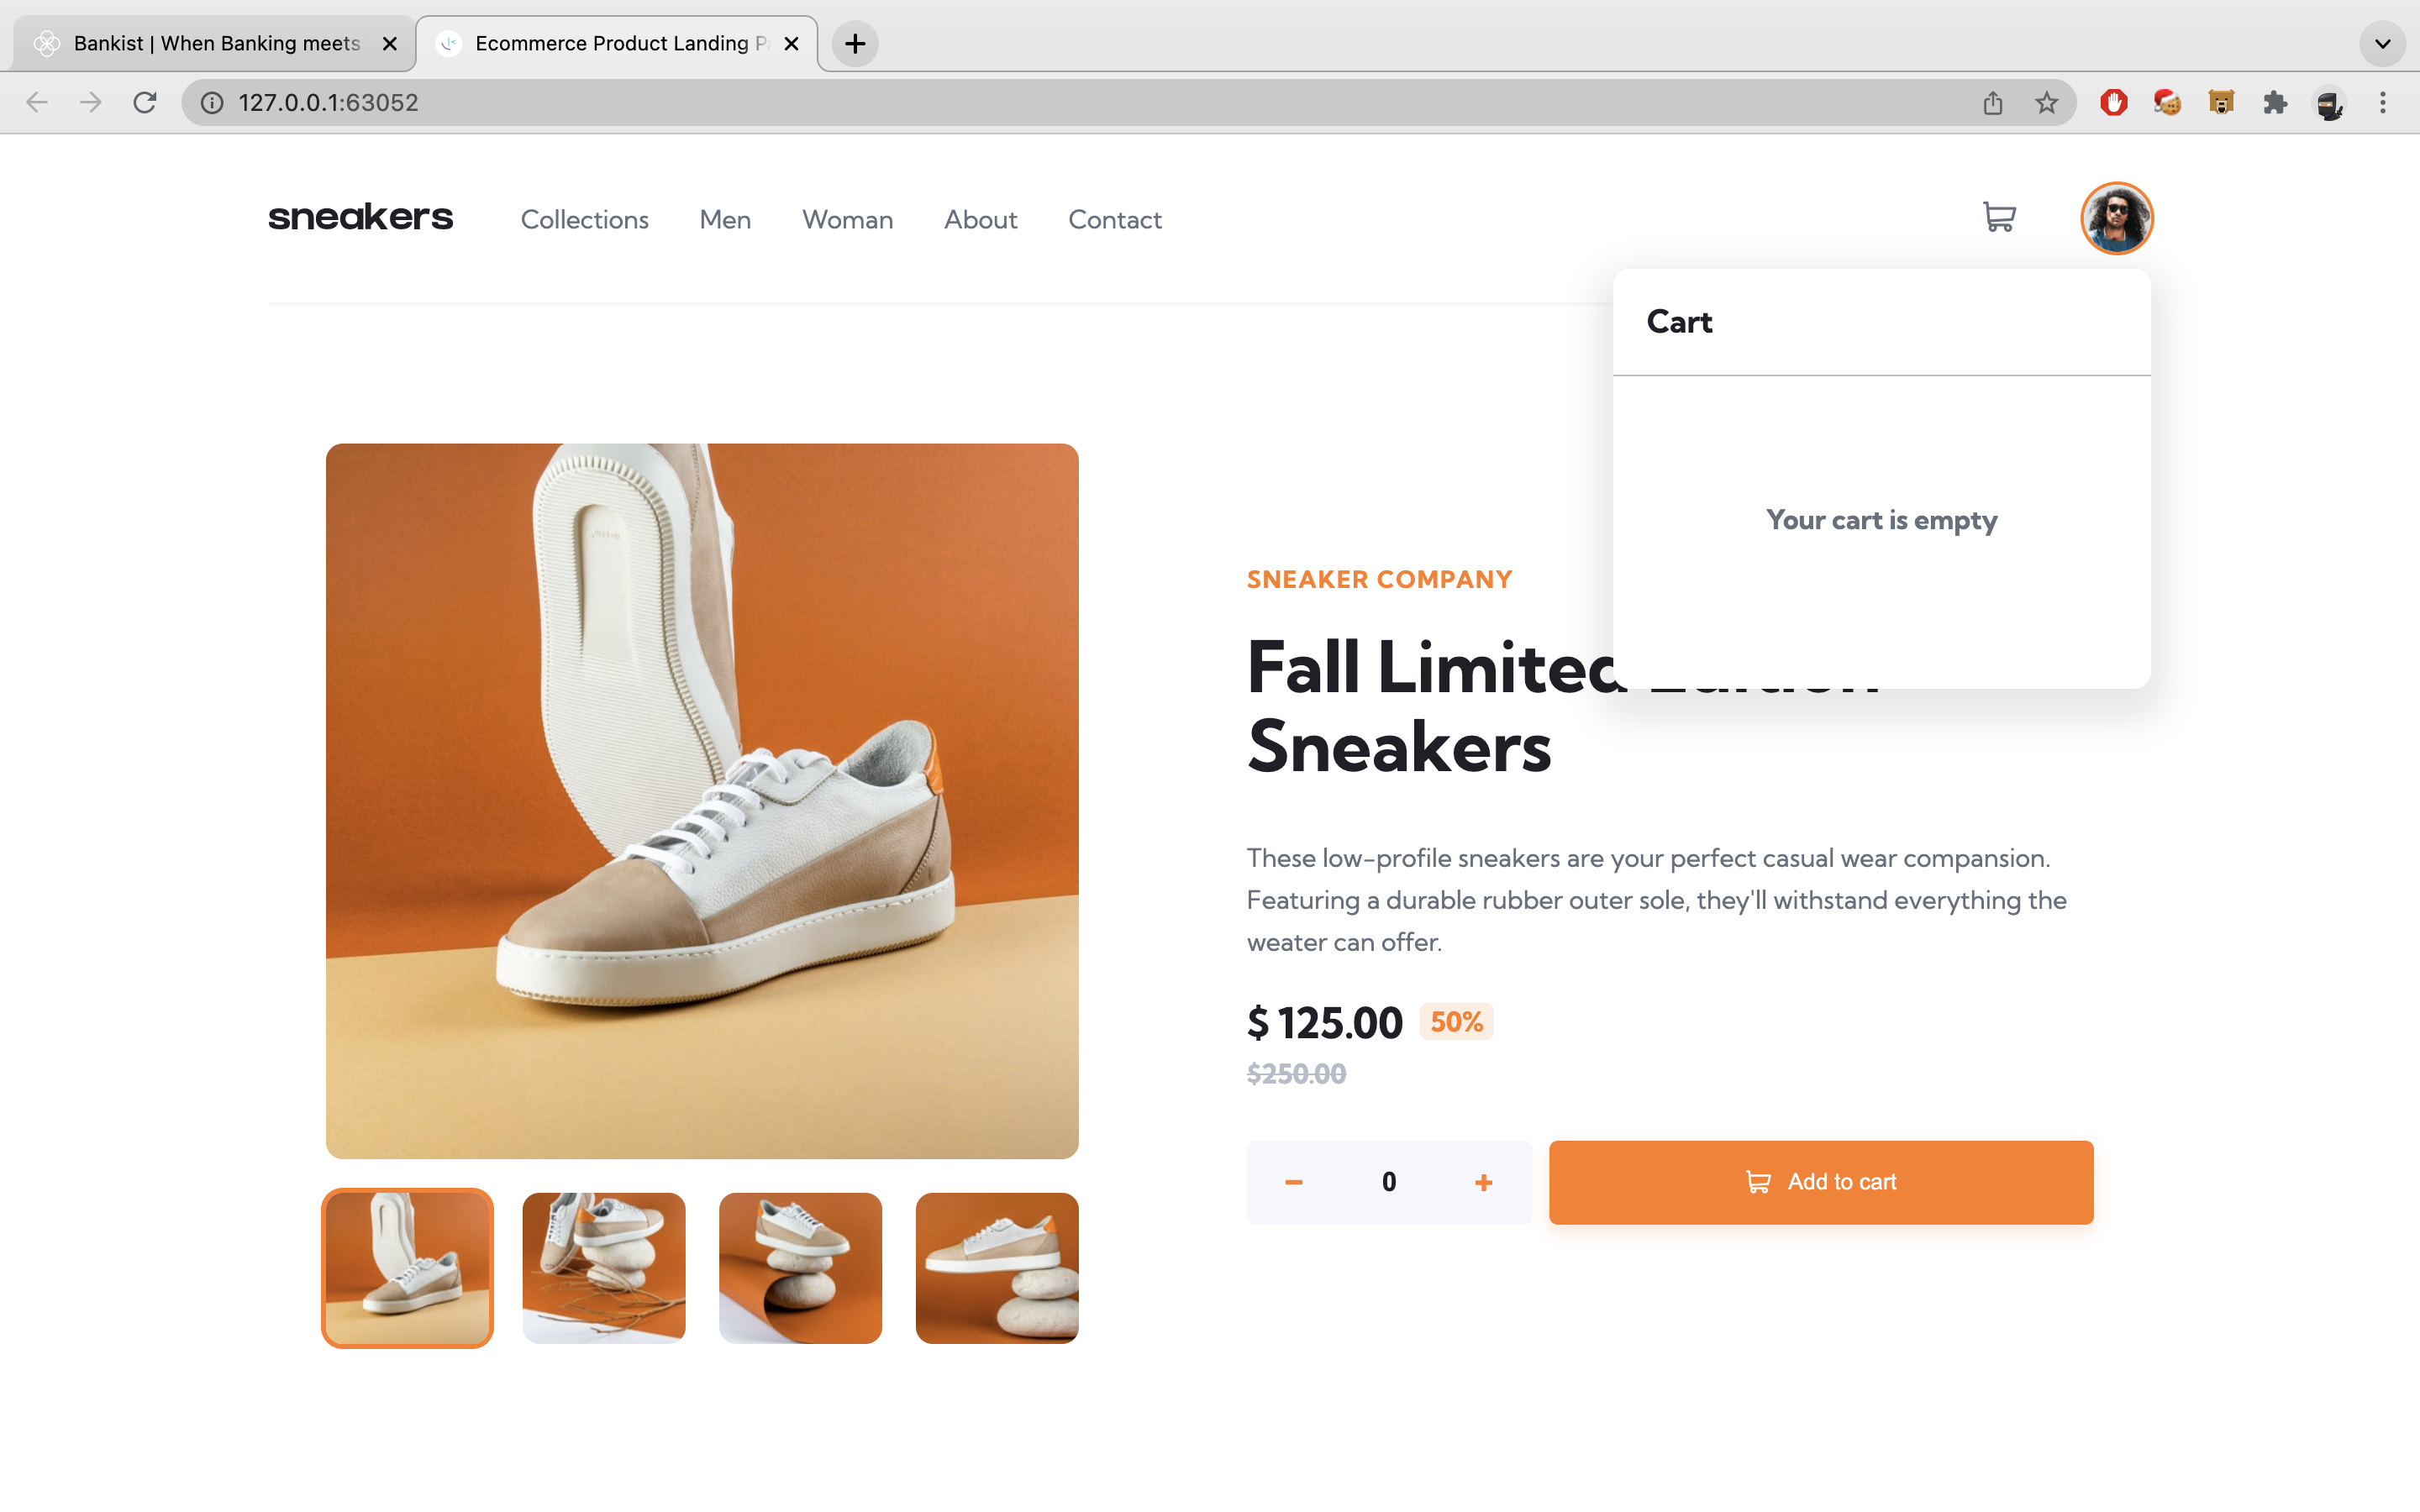 Bankist | When Banking meets
Ecommerce Product Landing P
127.0.0.1:63052
sneakers
Collections
Men
Woman
About
Contact
Cart
Your cart is empty
SNEAKER COMPANY
Fall Limited Edition
Sneakers
These low-profile sneakers are your perfect casual wear compansion.
Featuring a durable rubber outer sole, they'll withstand everything the
weater can offer.
$ 125.00 50%
$250.00
0
Add to cart